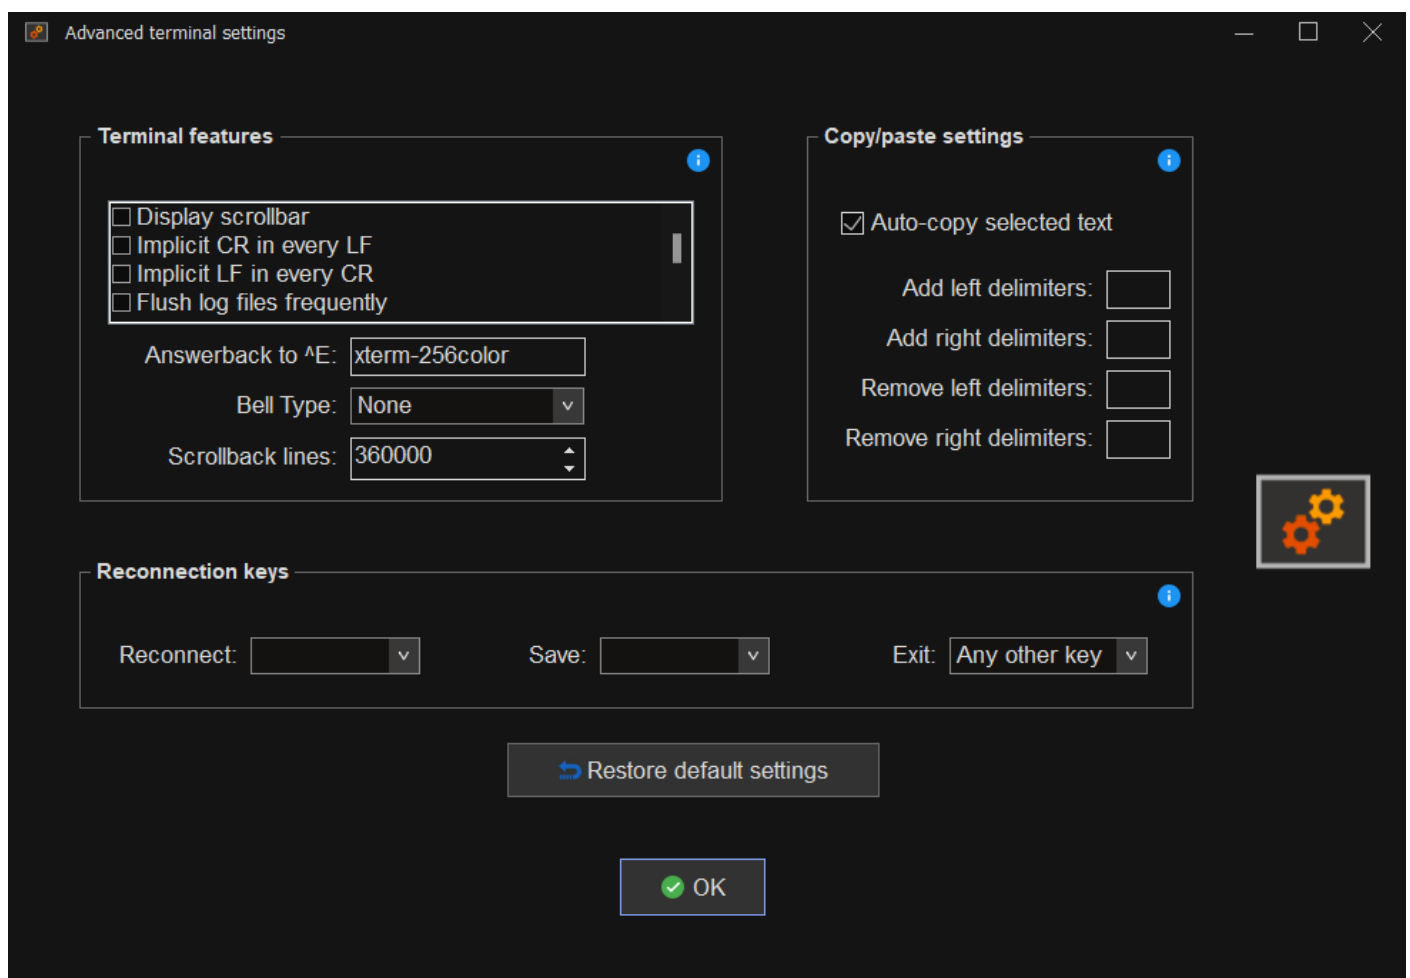 Advanced terminal settings
Terminal features
Display scrollbar
Implicit CR in every LF
Implicit LF in every CR
Flush log files frequently
Answerback to ^E: xterm-256color
Bell Type: None
Scrollback lines: 360000
Copy/paste settings
Auto-copy selected text
Add left delimiters:
Add right delimiters:
Remove left delimiters:
Remove right delimiters:
Reconnection keys
Reconnect: Save: Exit: Any other key
Restore default settings
OK